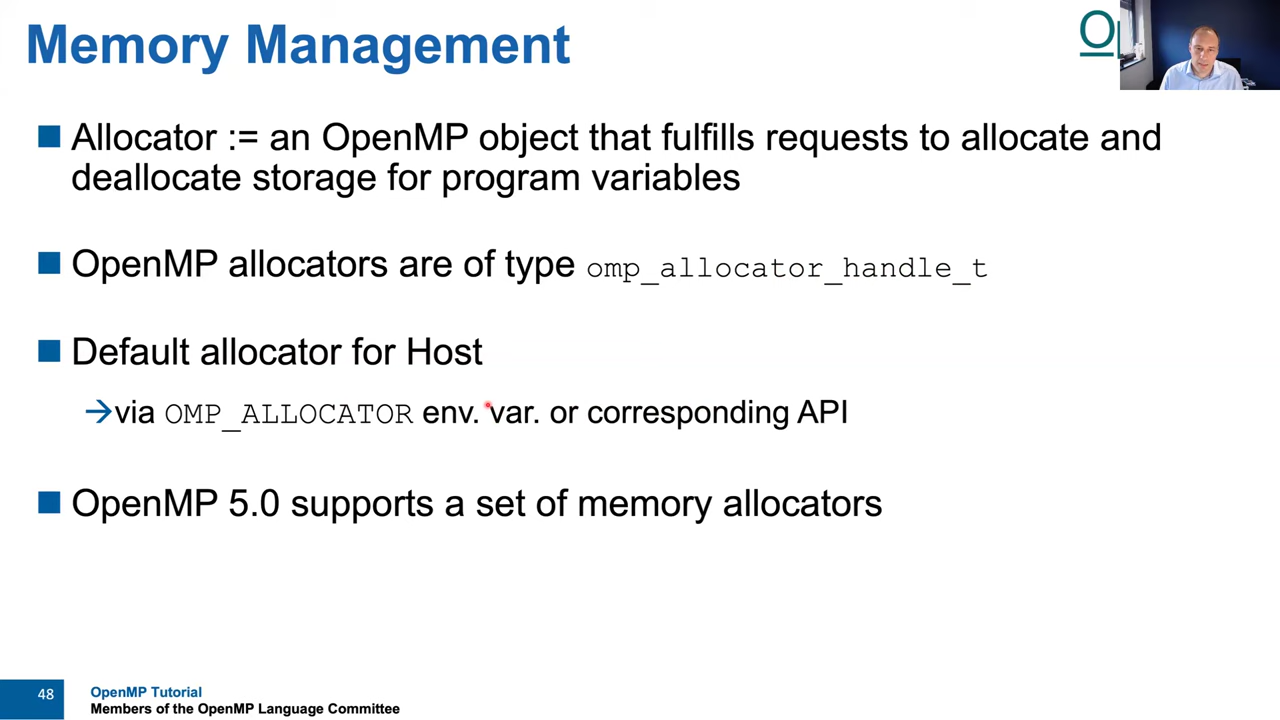 Memory Management
Allocator := an OpenMP object that fulfills requests to allocate and
deallocate storage for program variables
OpenMP allocators are of type omp_allocator_handle_t
Default allocator for Host
→via OMP_ALLOCATOR env. var. or corresponding API
OpenMP 5.0 supports a set of memory allocators
48
OpenMP Tutorial
Members of the OpenMP Language Committee